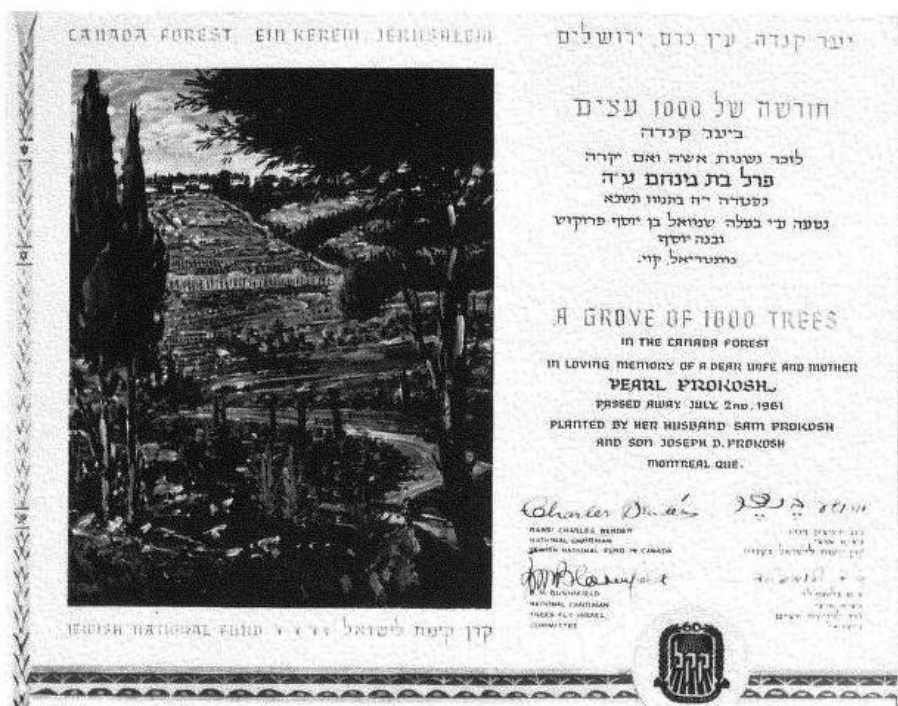 CANADA FOREST, EIN KEREM, JERUSALEM
יער קנדה, עין כרם, ירושלים
חורשה של 1000 עצים
ביער קנדה
לזכר נשמת אשה ואם יקרה
פרל בת מנחם ע"ה
נפטרה י"ח בתמוז תשכא
נטעה ע"י בעלה שמואל בן יוסף פרוקוש
ובנה יוסף
מונטריאל, קוי.
A GROVE OF 1000 TREES
IN THE CANADA FOREST
IN LOVING MEMORY OF A DEAR WIFE AND MOTHER
PEARL PROKOSH
PASSED AWAY JULY 2nd, 1961
PLANTED BY HER HUSBAND SAM PROKOSH
AND SON JOSEPH D. PROKOSH
MONTREAL QUE.
Charles Bender
RABBI CHARLES BENDER
NATIONAL CHAIRMAN
JEWISH NATIONAL FUND IN CANADA
NATIONAL CHAIRMAN
TREES FOR ISRAEL
COMMITTEE
JEWISH NATIONAL FUND קרן קימת לישראל
קקל